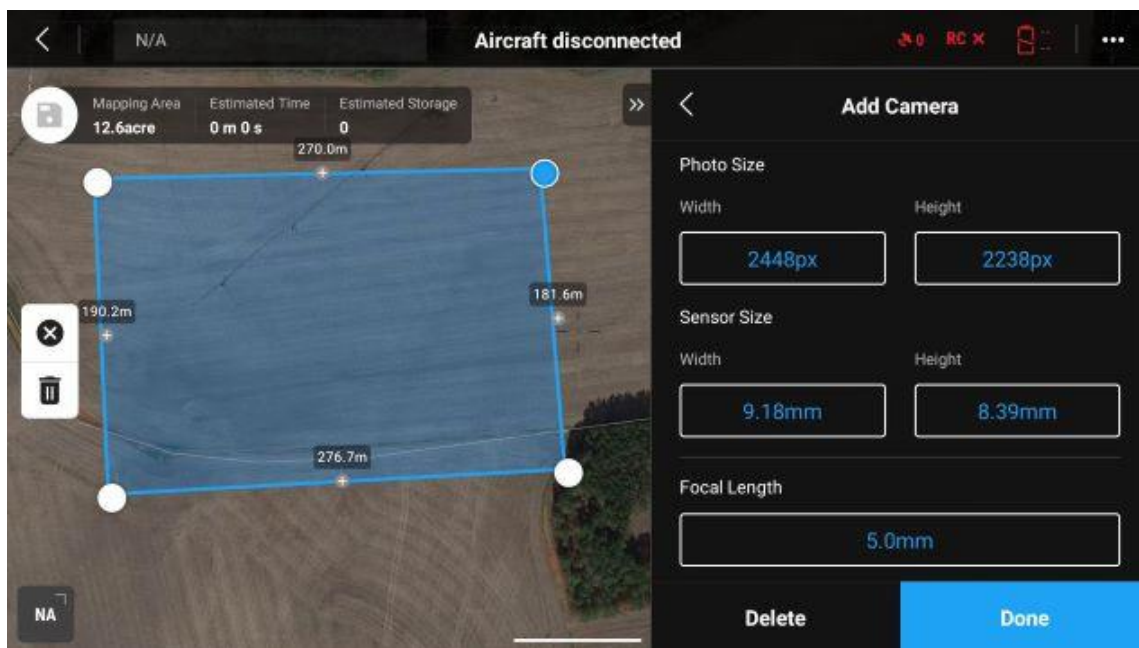 N/A
Aircraft disconnected
0 RC
Mapping Area Estimated Time Estimated Storage
12.6acre 0 m 0 s 0
270.0m
190.2m
181.6m
276.7m
NA
Add Camera
Photo Size
Width Height
2448px 2238px
Sensor Size
Width Height
9.18mm 8.39mm
Focal Length
5.0mm
Delete Done